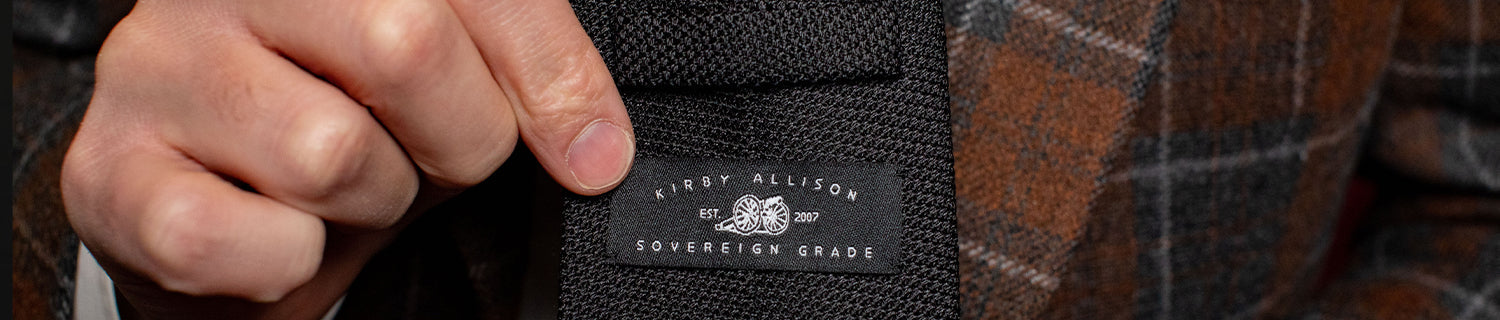 KIRBY ALLISON
EST. 2007
SOVEREIGN GRADE